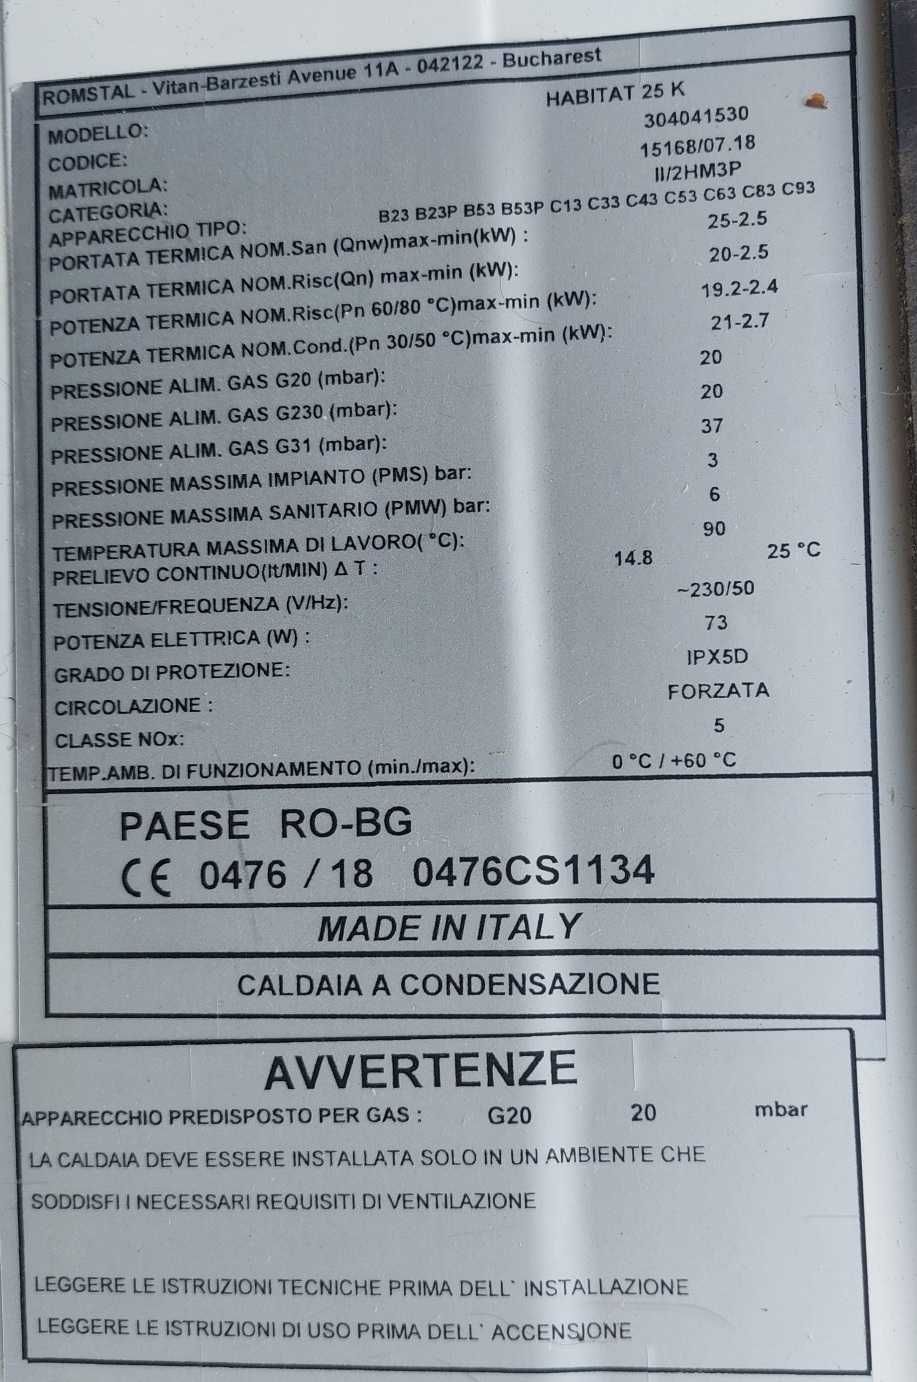 ROMSTAL - Vitan-Barzesti Avenue 11A - 042122 - Bucharest
MODELLO: HABITAT 25 K
CODICE: 304041530
MATRICOLA: 15168/07.18
CATEGORIA: II/2HM3P
APPARECCHIO TIPO: B23 B23P B53 B53P C13 C33 C43 C53 C63 C83 C93
PORTATA TERMICA NOM.San (Qnw)max-min(kW) : 25-2.5
PORTATA TERMICA NOM.Risc(Qn) max-min (kW): 20-2.5
POTENZA TERMICA NOM.Risc(Pn 60/80 °C)max-min (kW): 19.2-2.4
POTENZA TERMICA NOM.Cond.(Pn 30/50 °C)max-min (kW): 21-2.7
PRESSIONE ALIM. GAS G20 (mbar): 20
PRESSIONE ALIM. GAS G230 (mbar): 20
PRESSIONE ALIM. GAS G31 (mbar): 37
PRESSIONE MASSIMA IMPIANTO (PMS) bar: 3
PRESSIONE MASSIMA SANITARIO (PMW) bar: 6
TEMPERATURA MASSIMA DI LAVORO( °C): 90
PRELIEVO CONTINUO(lt/MIN) Δ T : 14.8 25 °C
TENSIONE/FREQUENZA (V/Hz): ~230/50
POTENZA ELETTRICA (W) : 73
GRADO DI PROTEZIONE: IPX5D
CIRCOLAZIONE : FORZATA
CLASSE NOx: 5
TEMP.AMB. DI FUNZIONAMENTO (min./max): 0 °C / +60 °C
PAESE RO-BG
CE 0476 / 18 0476CS1134
MADE IN ITALY
CALDAIA A CONDENSAZIONE
AVVERTENZE
APPARECCHIO PREDISPOSTO PER GAS : G20 20 mbar
LA CALDAIA DEVE ESSERE INSTALLATA SOLO IN UN AMBIENTE CHE
SODDISFI I NECESSARI REQUISITI DI VENTILAZIONE
LEGGERE LE ISTRUZIONI TECNICHE PRIMA DELL` INSTALLAZIONE
LEGGERE LE ISTRUZIONI DI USO PRIMA DELL` ACCENSIONE